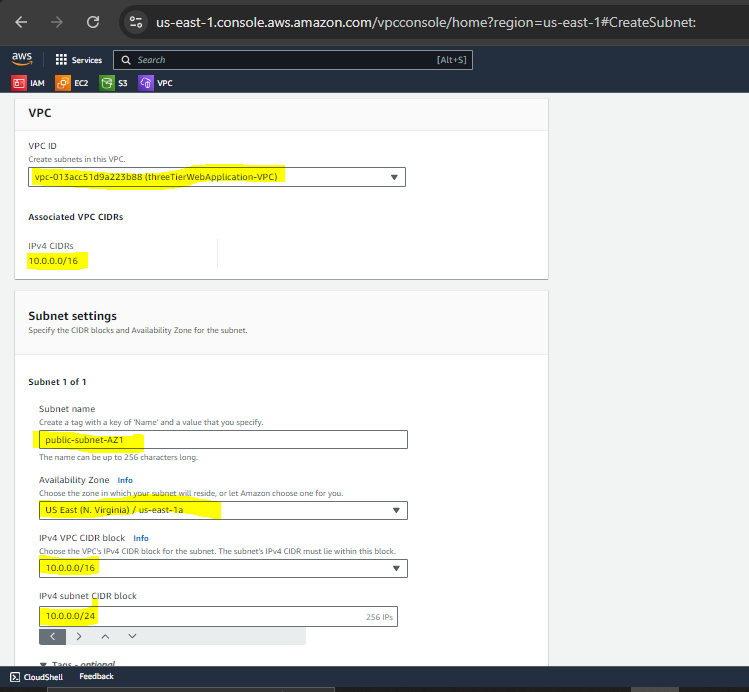 us-east-1.console.aws.amazon.com/vpcconsole/home?region=us-east-1#CreateSubnet:
aws Services Search [Alt+S]
IAM EC2 S3 VPC
VPC
VPC ID
Create subnets in this VPC.
vpc-013acc51d9a223b88 (threeTierWebApplication-VPC)
Associated VPC CIDRs
IPv4 CIDRs
10.0.0.0/16
Subnet settings
Specify the CIDR blocks and Availability Zone for the subnet.
Subnet 1 of 1
Subnet name
Create a tag with a key of 'Name' and a value that you specify.
public-subnet-AZ1
The name can be up to 256 characters long.
Availability Zone Info
Choose the zone in which your subnet will reside, or let Amazon choose one for you.
US East (N. Virginia) / us-east-1a
IPv4 VPC CIDR block Info
Choose the VPC's IPv4 CIDR block for the subnet. The subnet's IPv4 CIDR must lie within this block.
10.0.0.0/16
IPv4 subnet CIDR block
10.0.0.0/24 256 IPs
Tags - optional
CloudShell Feedback